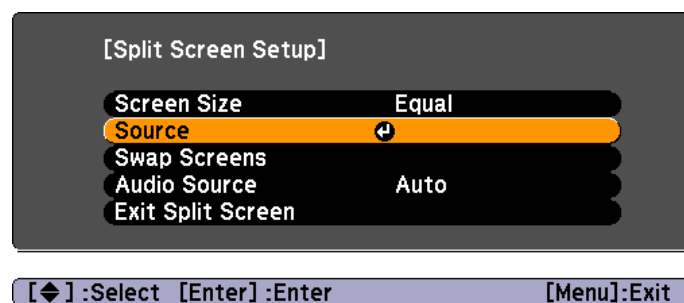 [Split Screen Setup]
Screen Size Equal
Source
Swap Screens
Audio Source Auto
Exit Split Screen
[◆] :Select [Enter] :Enter [Menu]:Exit